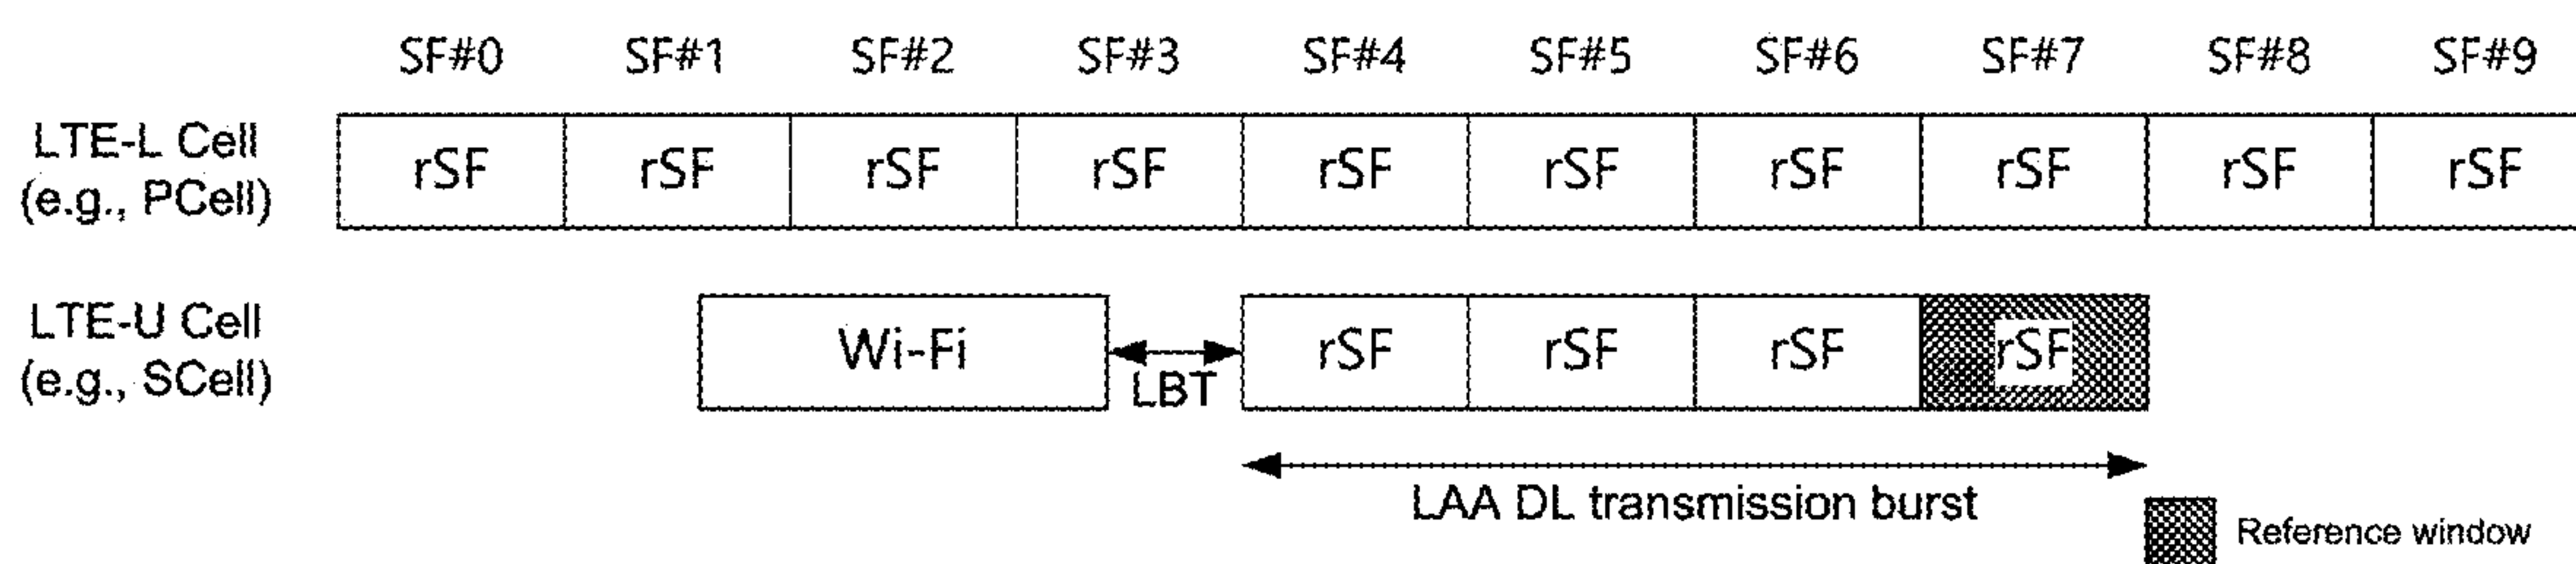 SF#0 SF#1 SF#2 SF#3 SF#4 SF#5 SF#6 SF#7 SF#8 SF#9
LTE-L Cell
(e.g., PCell)
rSF rSF rSF rSF rSF rSF rSF rSF rSF rSF
LTE-U Cell
(e.g., SCell)
Wi-Fi
LBT
rSF rSF rSF rSF
LAA DL transmission burst
Reference window